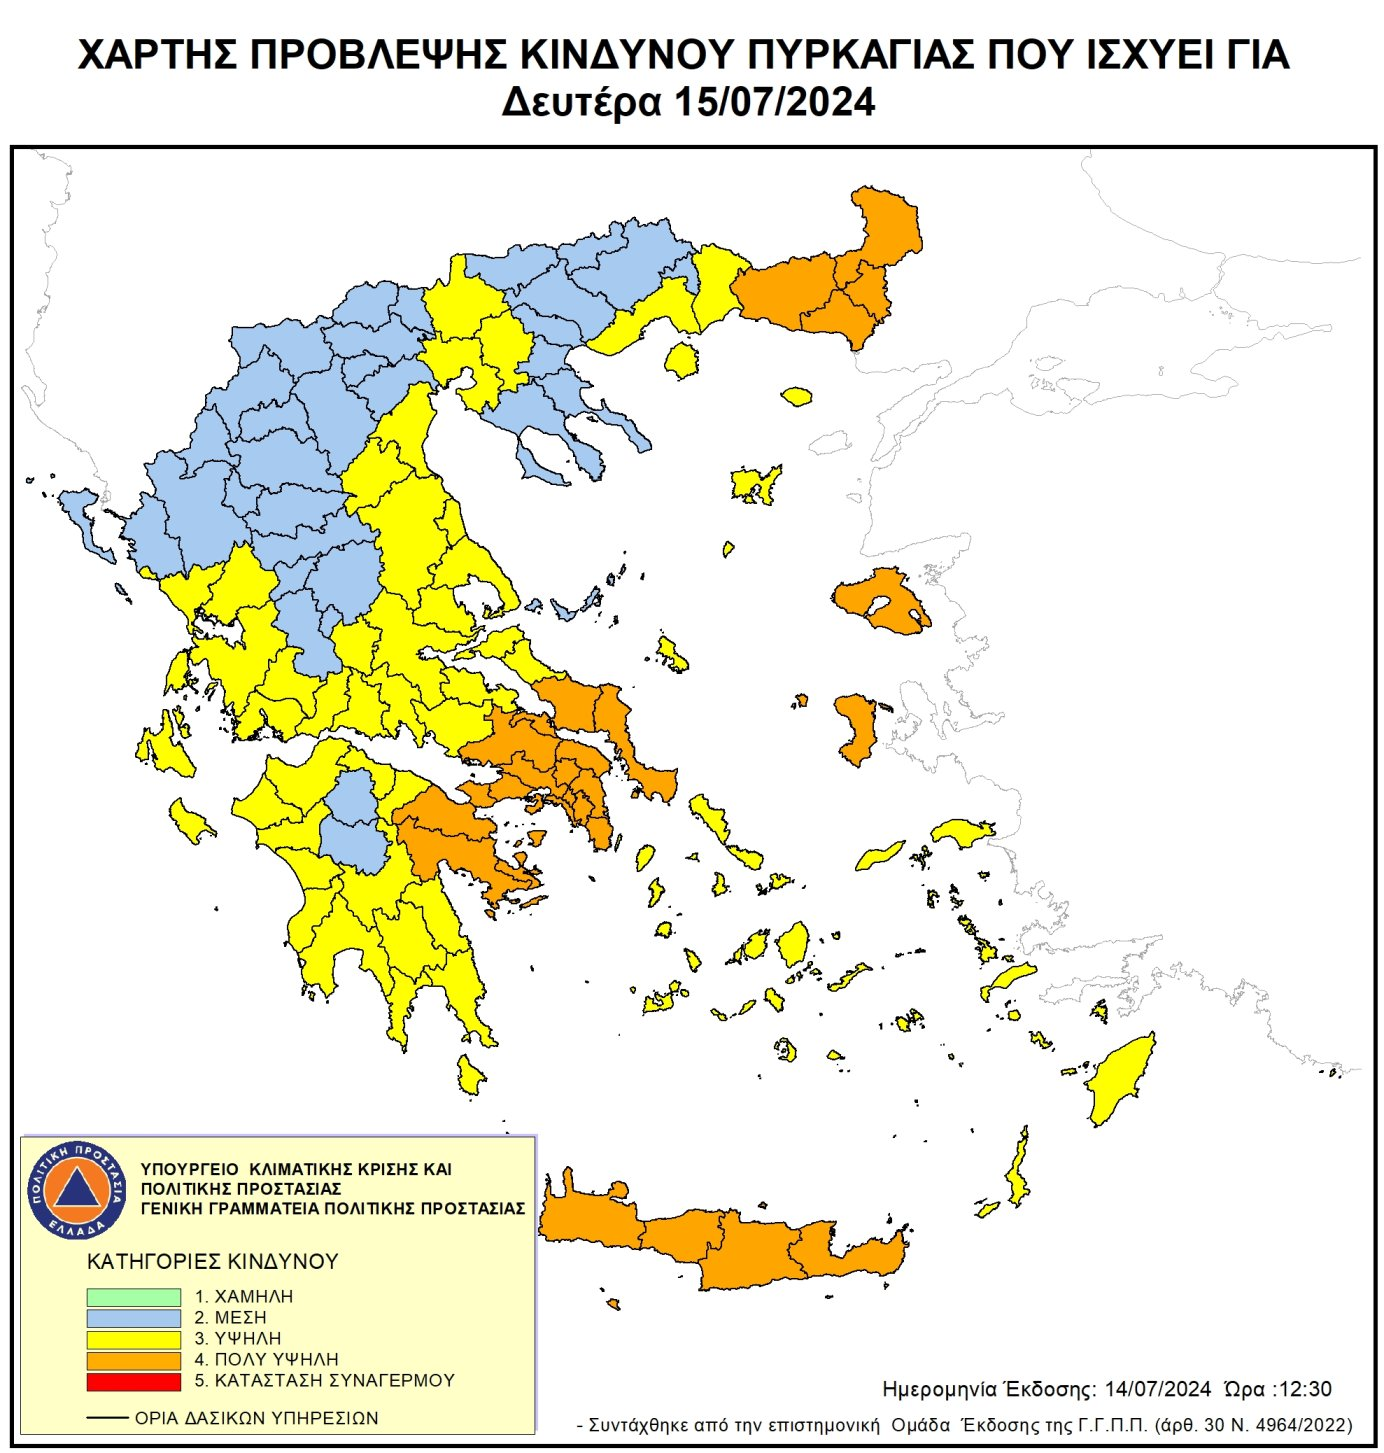 ΧΑΡΤΗΣ ΠΡΟΒΛΕΨΗΣ ΚΙΝΔΥΝΟΥ ΠΥΡΚΑΓΙΑΣ ΠΟΥ ΙΣΧΥΕΙ ΓΙΑ
Δευτέρα 15/07/2024
ΠΟΛΙΤΙΚΗ ΠΡΟΣΤΑΣΙΑ
ΕΛΛΑΔΑ
ΥΠΟΥΡΓΕΙΟ ΚΛΙΜΑΤΙΚΗΣ ΚΡΙΣΗΣ ΚΑΙ
ΠΟΛΙΤΙΚΗΣ ΠΡΟΣΤΑΣΙΑΣ
ΓΕΝΙΚΗ ΓΡΑΜΜΑΤΕΙΑ ΠΟΛΙΤΙΚΗΣ ΠΡΟΣΤΑΣΙΑΣ
ΚΑΤΗΓΟΡΙΕΣ ΚΙΝΔΥΝΟΥ
1. ΧΑΜΗΛΗ
2. ΜΕΣΗ
3. ΥΨΗΛΗ
4. ΠΟΛΥ ΥΨΗΛΗ
5. ΚΑΤΑΣΤΑΣΗ ΣΥΝΑΓΕΡΜΟΥ
ΟΡΙΑ ΔΑΣΙΚΩΝ ΥΠΗΡΕΣΙΩΝ
Ημερομηνία Έκδοσης: 14/07/2024 Ώρα :12:30
- Συντάχθηκε από την επιστημονική Ομάδα Έκδοσης της Γ.Γ.Π.Π. (άρθ. 30 Ν. 4964/2022)